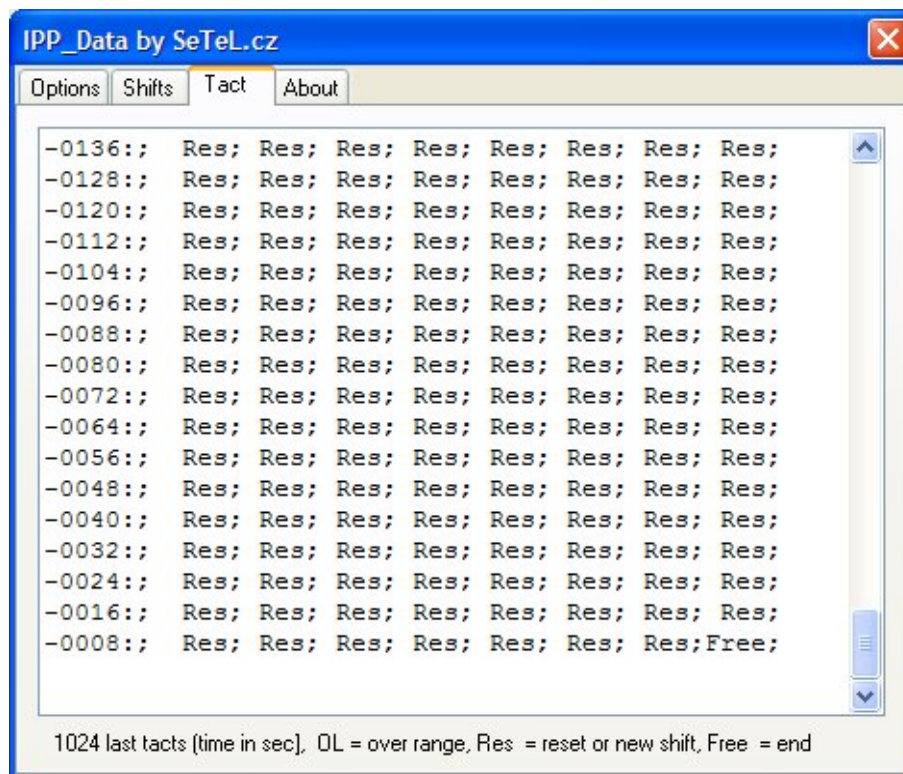 IPP_Data by SeTeL.cz
Options Shifts Tact About
-0136:; Res; Res; Res; Res; Res; Res; Res; Res;
-0128:; Res; Res; Res; Res; Res; Res; Res; Res;
-0120:; Res; Res; Res; Res; Res; Res; Res; Res;
-0112:; Res; Res; Res; Res; Res; Res; Res; Res;
-0104:; Res; Res; Res; Res; Res; Res; Res; Res;
-0096:; Res; Res; Res; Res; Res; Res; Res; Res;
-0088:; Res; Res; Res; Res; Res; Res; Res; Res;
-0080:; Res; Res; Res; Res; Res; Res; Res; Res;
-0072:; Res; Res; Res; Res; Res; Res; Res; Res;
-0064:; Res; Res; Res; Res; Res; Res; Res; Res;
-0056:; Res; Res; Res; Res; Res; Res; Res; Res;
-0048:; Res; Res; Res; Res; Res; Res; Res; Res;
-0040:; Res; Res; Res; Res; Res; Res; Res; Res;
-0032:; Res; Res; Res; Res; Res; Res; Res; Res;
-0024:; Res; Res; Res; Res; Res; Res; Res; Res;
-0016:; Res; Res; Res; Res; Res; Res; Res; Res;
-0008:; Res; Res; Res; Res; Res; Res; Res;Free;
1024 last tacts (time in sec], OL = over range, Res = reset or new shift, Free = end